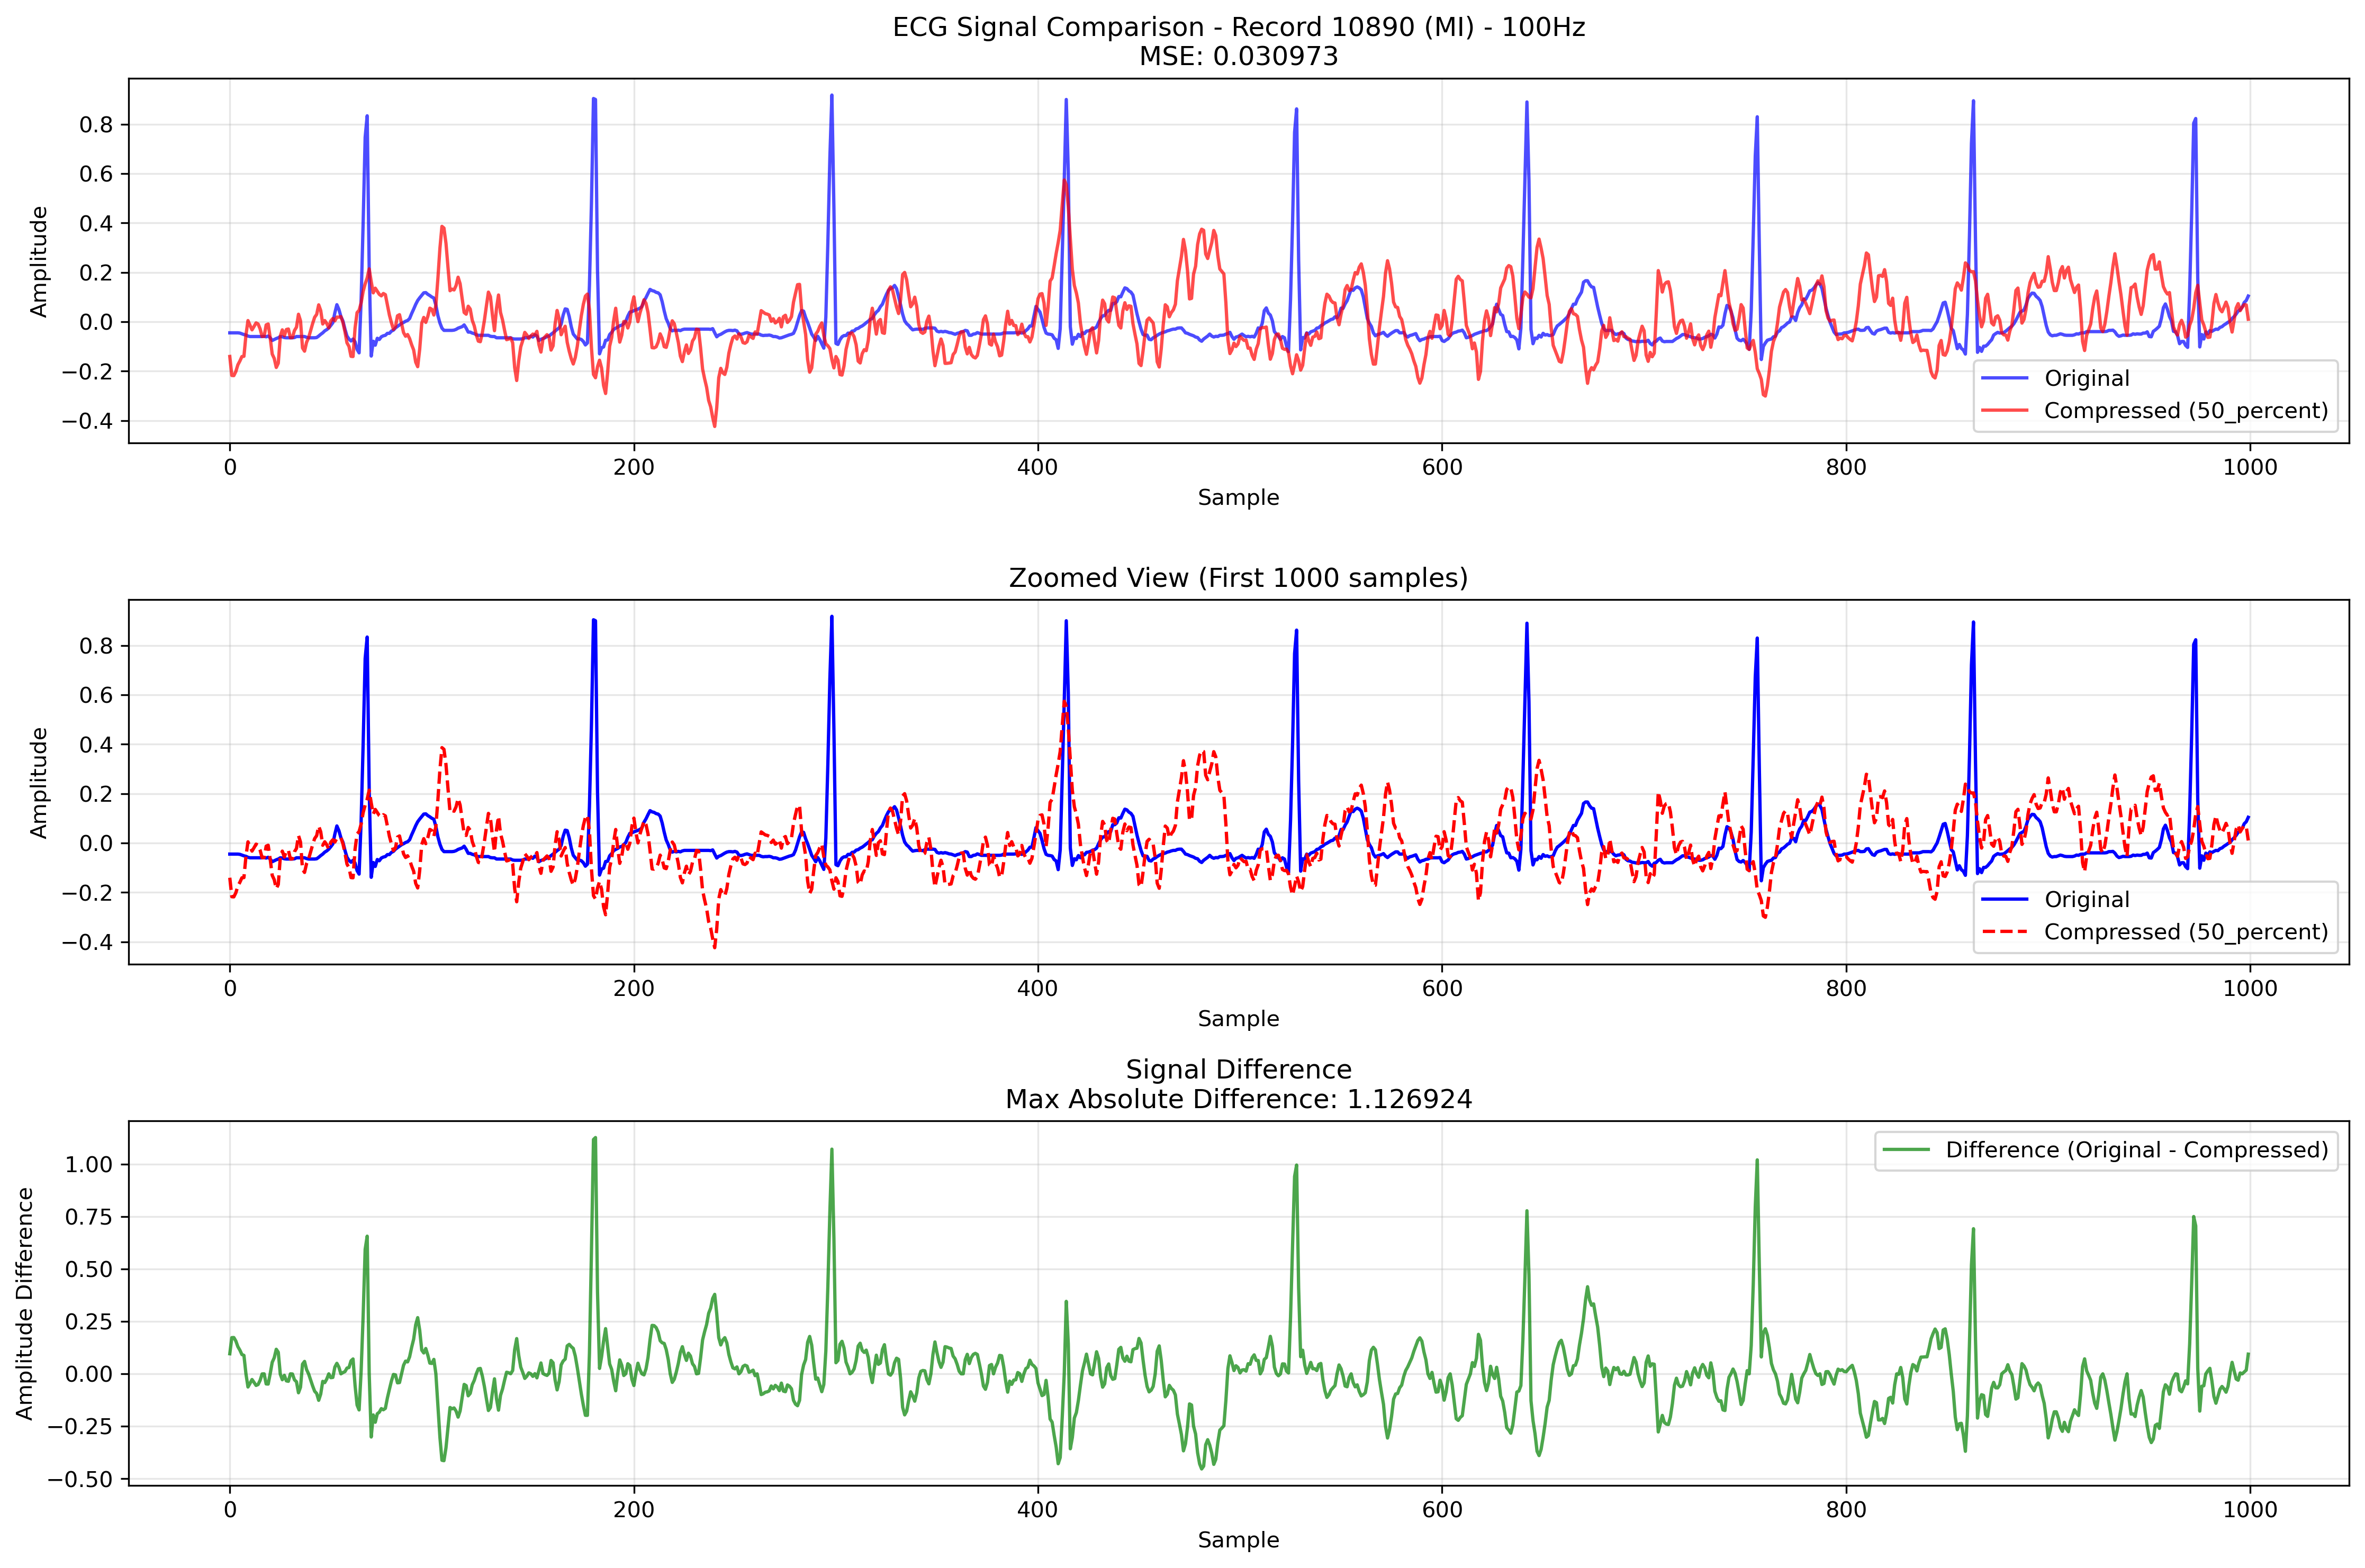 ECG Signal Comparison - Record 10890 (MI) - 100Hz
MSE: 0.030973
Amplitude
0.8
0.6
0.4
0.2
0.0
−0.2
−0.4
Original
Compressed (50_percent)
0 200 400 600 800 1000
Sample
Zoomed View (First 1000 samples)
Amplitude
0.8
0.6
0.4
0.2
0.0
−0.2
−0.4
Original
Compressed (50_percent)
0 200 400 600 800 1000
Sample
Signal Difference
Max Absolute Difference: 1.126924
Amplitude Difference
1.00
0.75
0.50
0.25
0.00
−0.25
−0.50
Difference (Original - Compressed)
0 200 400 600 800 1000
Sample